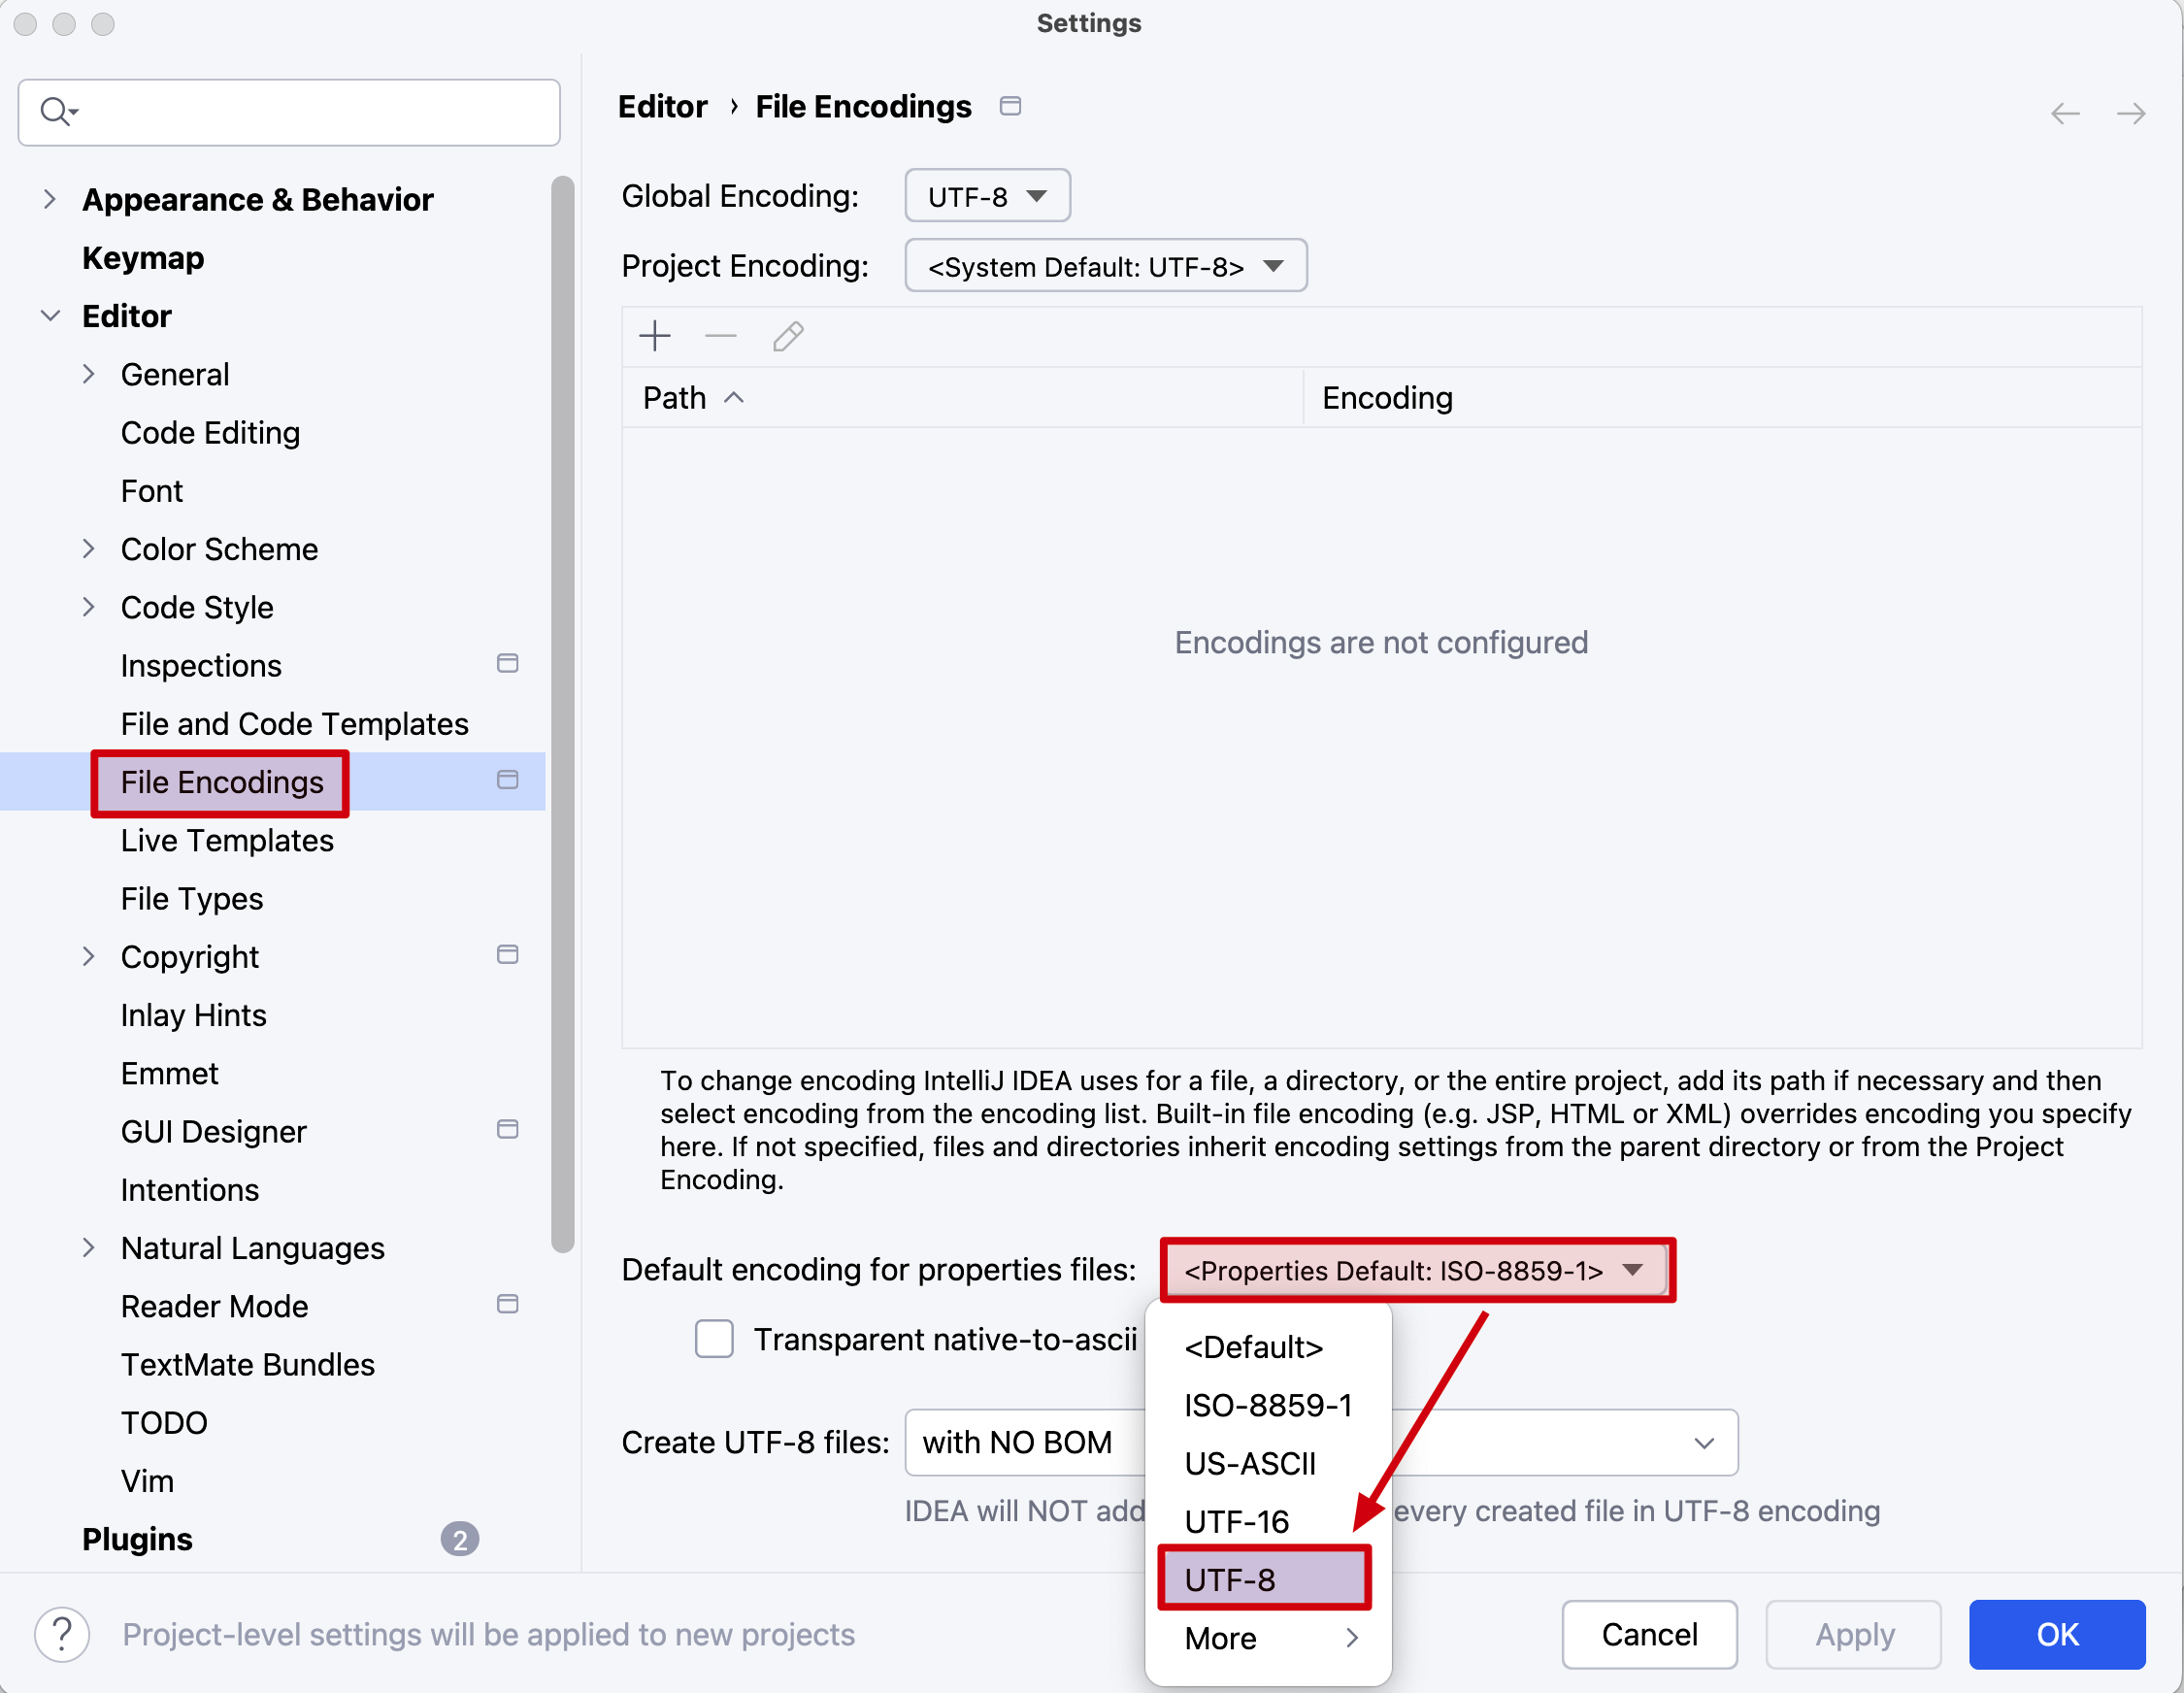 Settings
Appearance & Behavior
Keymap
Editor
General
Code Editing
Font
Color Scheme
Code Style
Inspections
File and Code Templates
File Encodings
Live Templates
File Types
Copyright
Inlay Hints
Emmet
GUI Designer
Intentions
Natural Languages
Reader Mode
TextMate Bundles
TODO
Vim
Plugins 2
Editor › File Encodings
Global Encoding: UTF-8
Project Encoding: <System Default: UTF-8>
Path Encoding
Encodings are not configured
To change encoding IntelliJ IDEA uses for a file, a directory, or the entire project, add its path if necessary and then
select encoding from the encoding list. Built-in file encoding (e.g. JSP, HTML or XML) overrides encoding you specify
here. If not specified, files and directories inherit encoding settings from the parent directory or from the Project
Encoding.
Default encoding for properties files: <Properties Default: ISO-8859-1>
Transparent native-to-ascii
Create UTF-8 files: with NO BOM
IDEA will NOT add every created file in UTF-8 encoding
<Default>
ISO-8859-1
US-ASCII
UTF-16
UTF-8
More
? Project-level settings will be applied to new projects
Cancel Apply OK